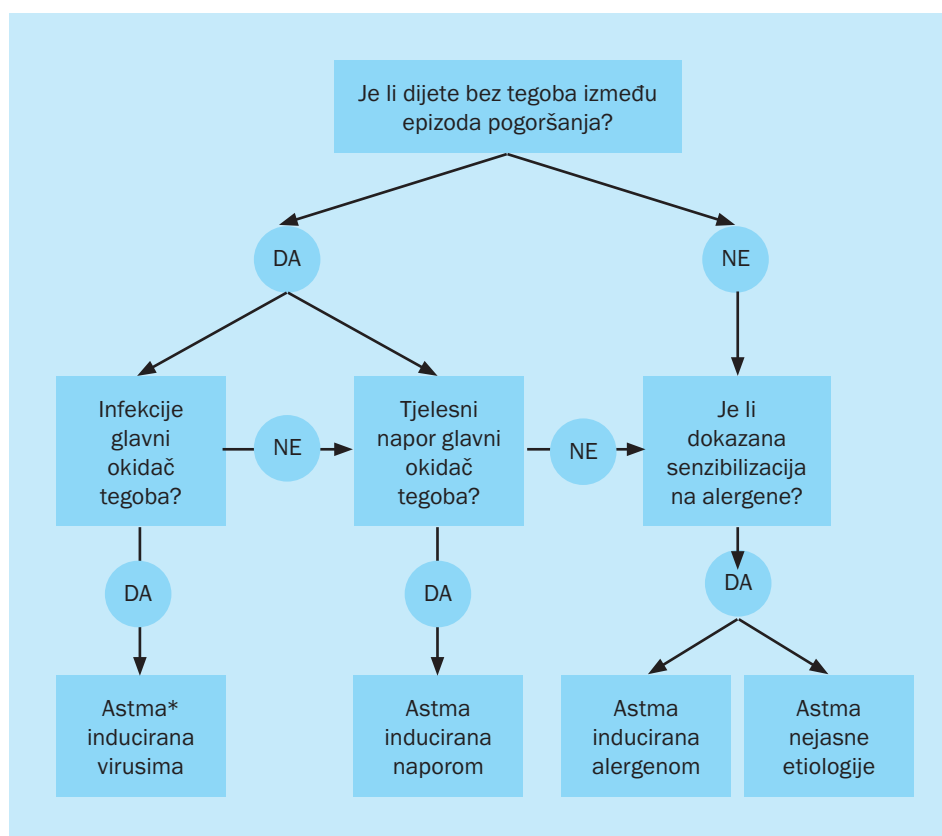 Je li dijete bez tegoba između
epizoda pogoršanja?
DA
NE
Infekcije
glavni
okidač
tegoba?
NE
Tjelesni
napor glavni
okidač
tegoba?
NE
Je li
dokazana
senzibilizacija
na alergene?
DA
DA
DA
Astma*
inducirana
virusima
Astma
inducirana
naporom
Astma
inducirana
alergenom
Astma
nejasne
etiologije